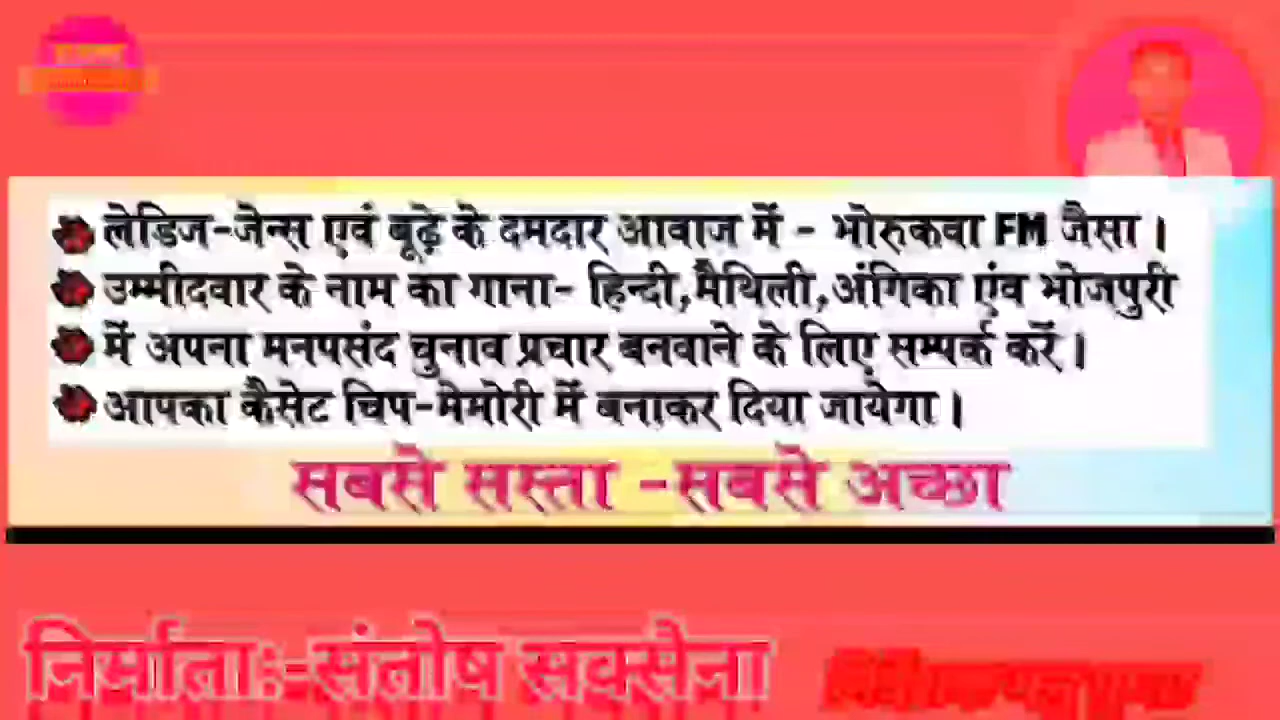 लेडिज-जेन्स एवं बूढ़े के दमदार आवाज में - भोरुकवा FM जैसा।
उम्मीदवार के नाम का गाना- हिन्दी,मैथिली,अंगिका एंव भोजपुरी
में अपना मनपसंद चुनाव प्रचार बनवाने के लिए सम्पर्क करें।
आपका कैसेट चिप-मेमोरी में बनाकर दिया जायेगा।
सबसे सस्ता -सबसे अच्छा
निर्माता:-संतोष सक्सेना